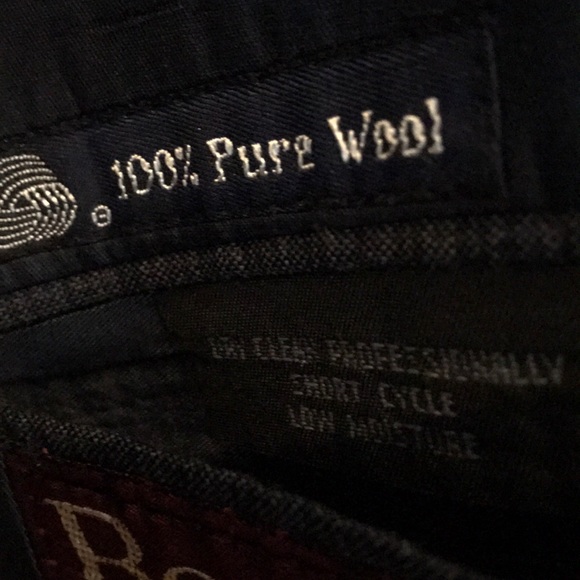 100% Pure Wool
DRY CLEAN PROFESSIONALLY
SHORT CYCLE
LOW MOISTURE